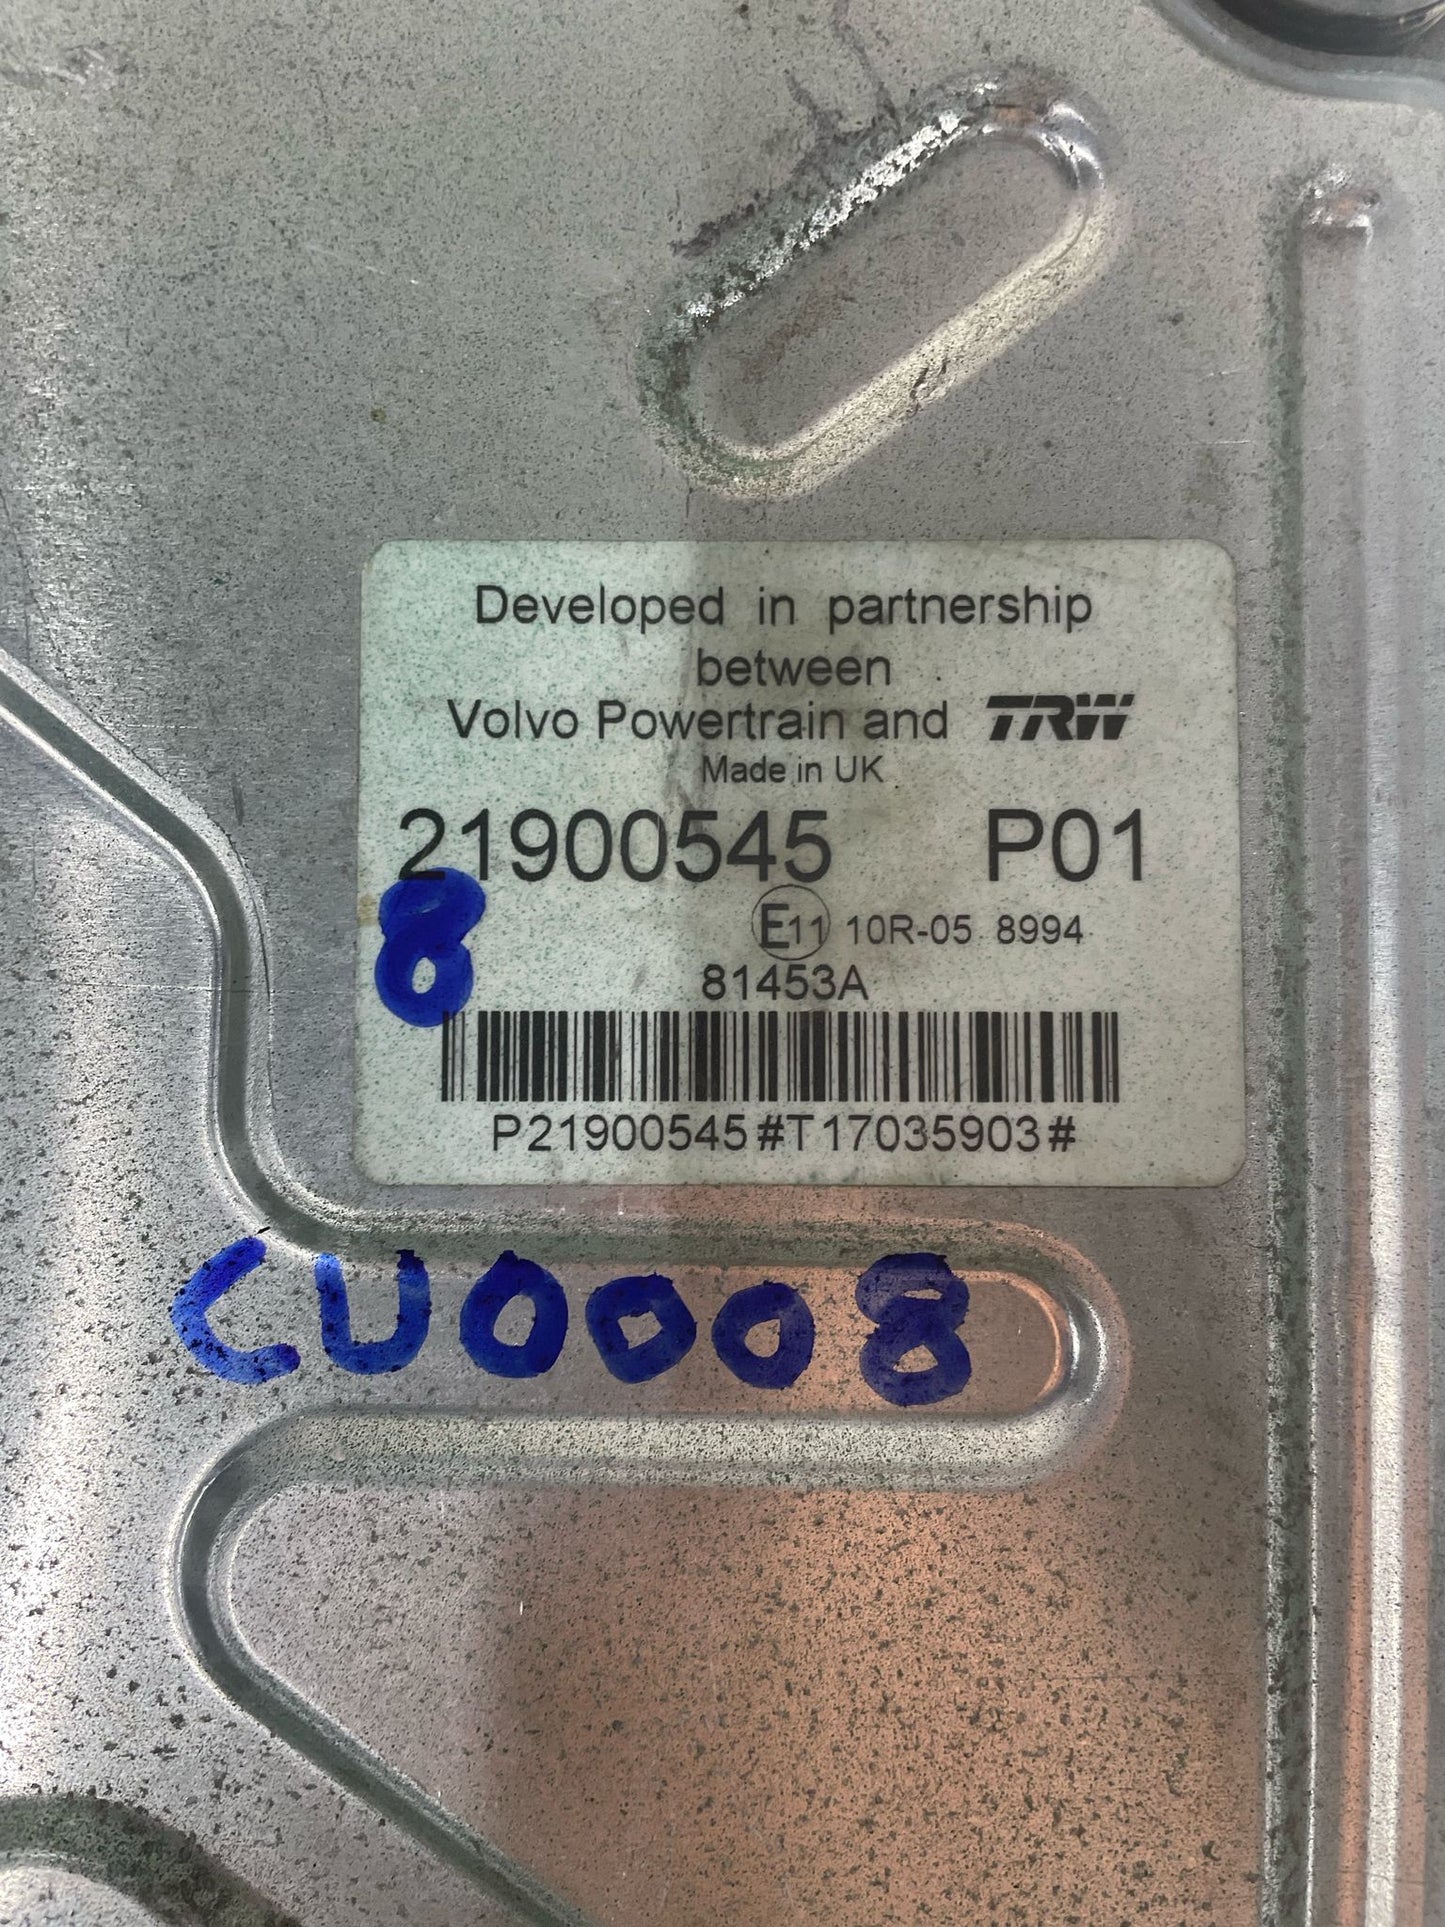 Developed in partnership
between
Volvo Powertrain and TRW
Made in UK
21900545 P01
8
E11 10R-05 8994
81453A
P21900545#T17035903#
CU0008